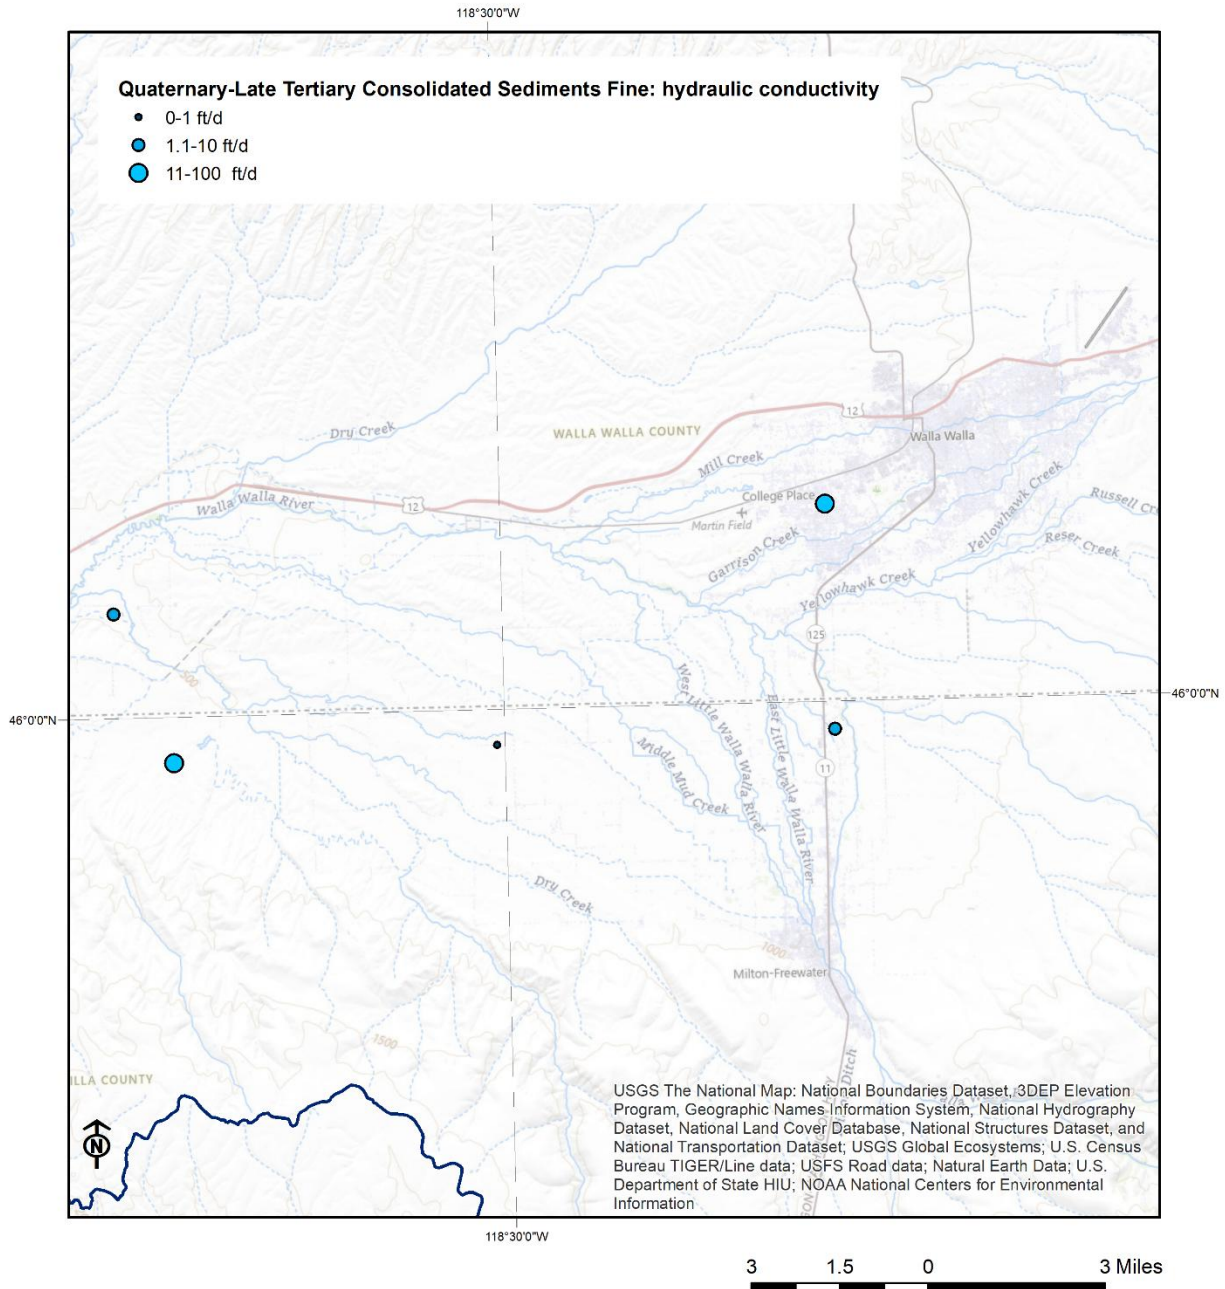 118°30'0"W
Quaternary-Late Tertiary Consolidated Sediments Fine: hydraulic conductivity
0-1 ft/d
1.1-10 ft/d
11-100 ft/d
12
Walla Walla
WALLA WALLA COUNTY
Dry Creek
Mill Creek
College Place
Walla Walla River
12
Martin Field
Yellowhawk Creek
Russell Cr
Reser Creek
Garrison Creek
Yellowhawk Creek
125
500
46°0'0"N
46°0'0"N
West Little Walla Walla River
East Little Walla Walla River
Middle Mud Creek
11
Dry Creek
1000
Milton-Freewater
1500
ILLA COUNTY
Ditch
N
USGS The National Map: National Boundaries Dataset, 3DEP Elevation
Program, Geographic Names Information System, National Hydrography
Dataset, National Land Cover Database, National Structures Dataset, and
National Transportation Dataset; USGS Global Ecosystems; U.S. Census
Bureau TIGER/Line data; USFS Road data; Natural Earth Data; U.S.
Department of State HIU; NOAA National Centers for Environmental
Information
118°30'0"W
3 1.5 0 3 Miles